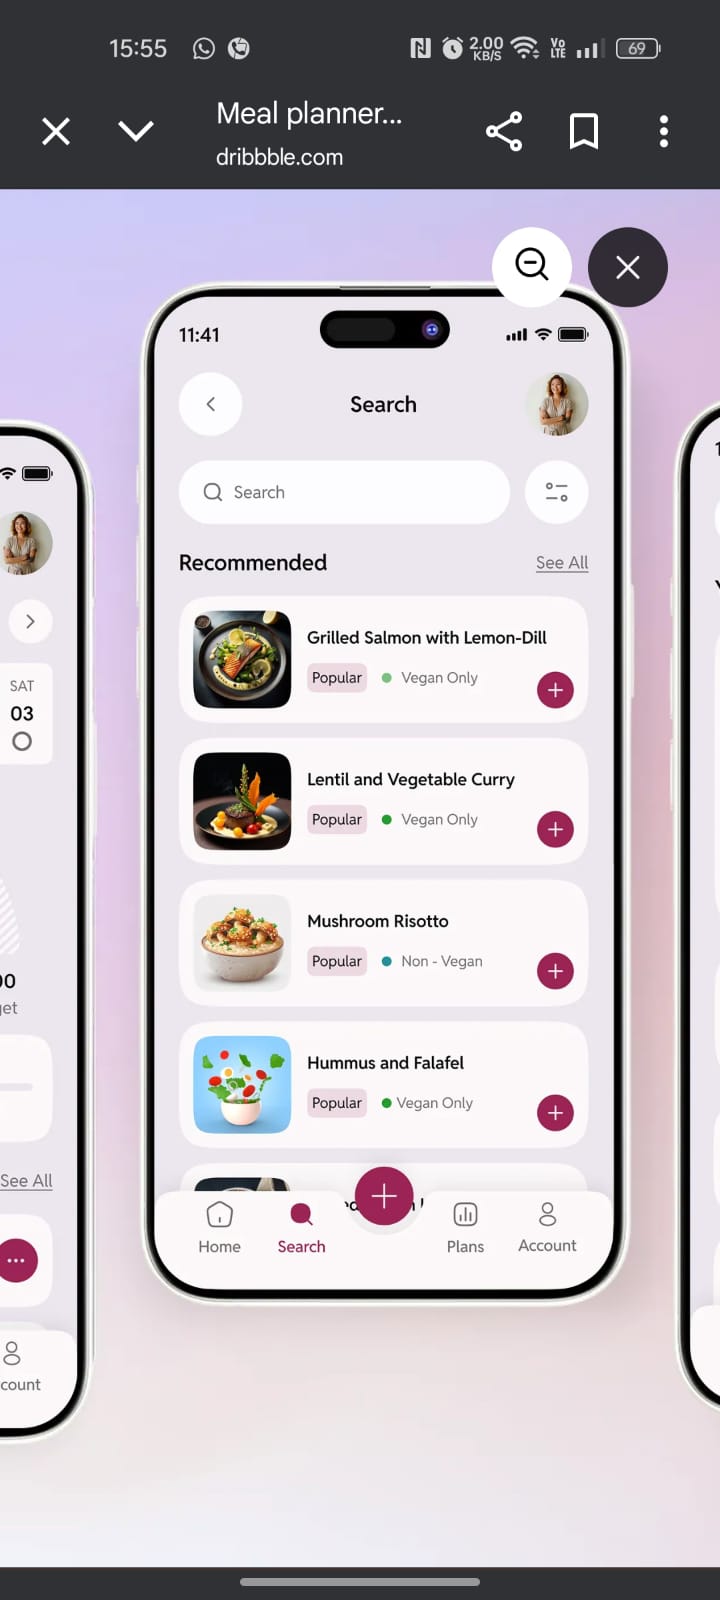 15:55
2.00
KB/S
Vo
LTE
69
Meal planner...
dribbble.com
11:41
Search
Search
Recommended
See All
Grilled Salmon with Lemon-Dill
Popular
Vegan Only
Lentil and Vegetable Curry
Popular
Vegan Only
Mushroom Risotto
Popular
Non - Vegan
Hummus and Falafel
Popular
Vegan Only
Home
Search
Plans
Account
SAT
03
See All
count